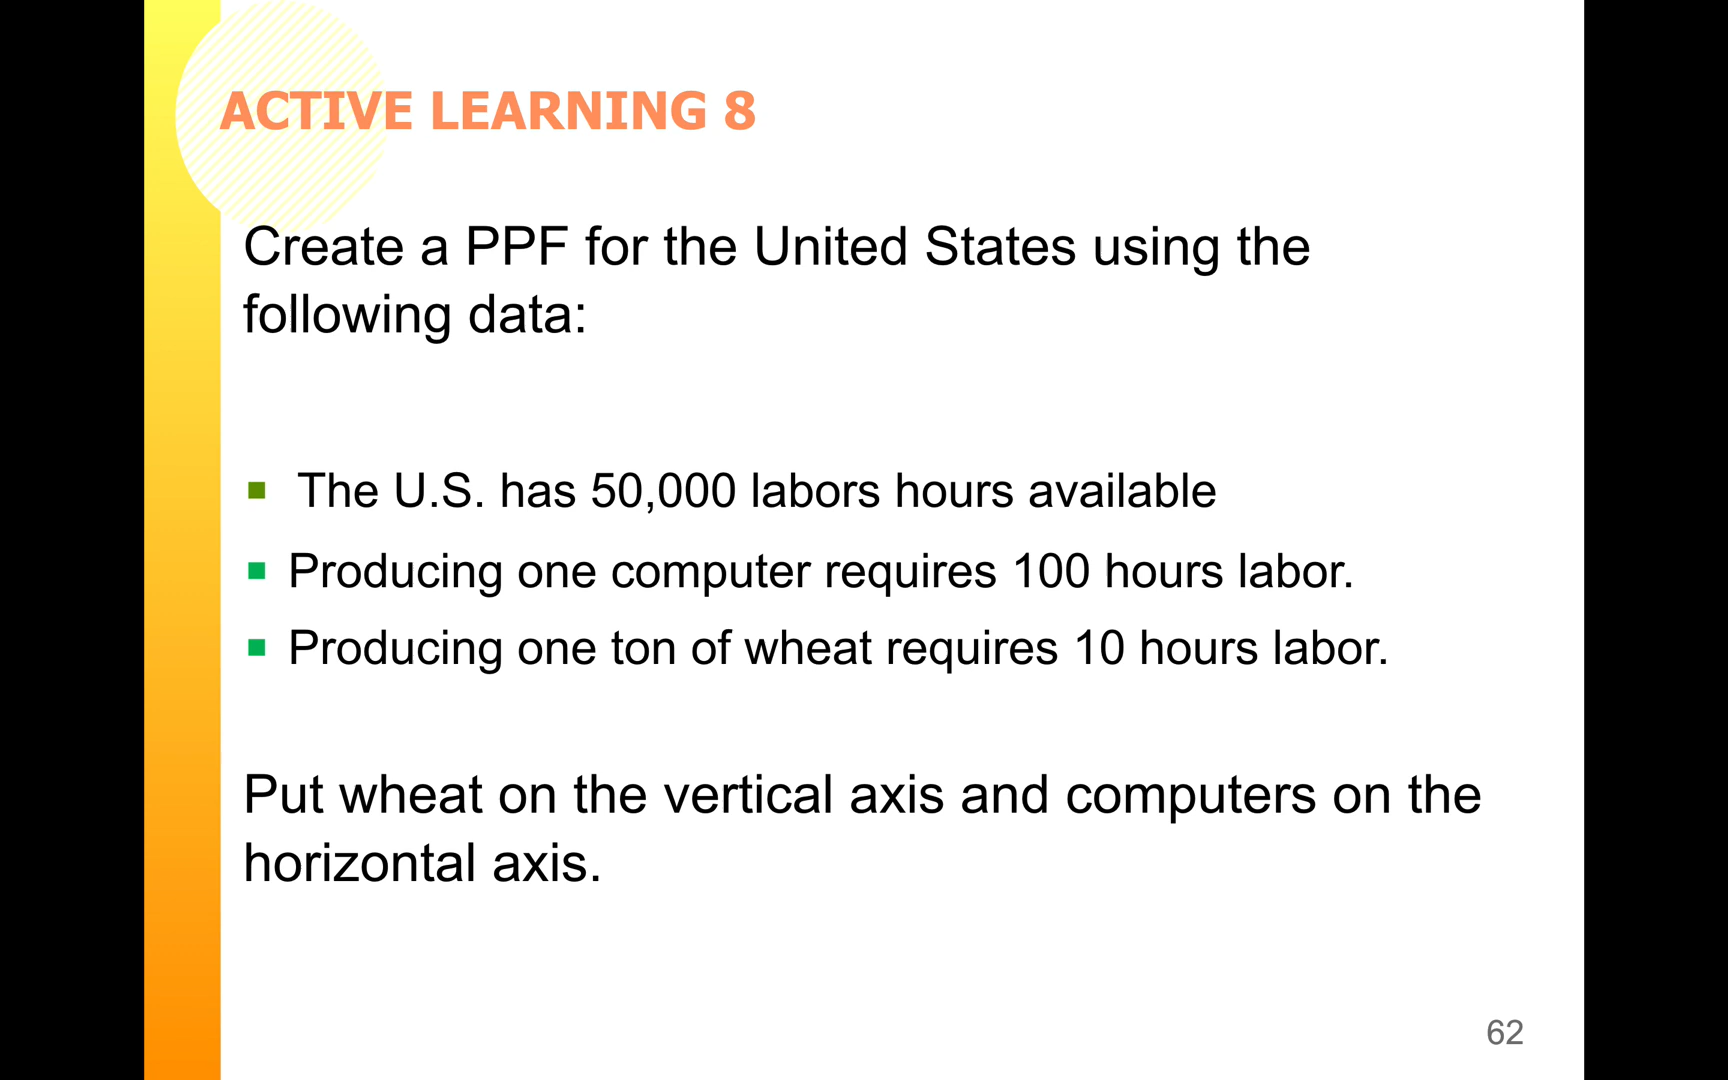 ACTIVE LEARNING 8
Create a PPF for the United States using the
following data:
▪ The U.S. has 50,000 labors hours available
▪ Producing one computer requires 100 hours labor.
▪ Producing one ton of wheat requires 10 hours labor.
Put wheat on the vertical axis and computers on the
horizontal axis.
62